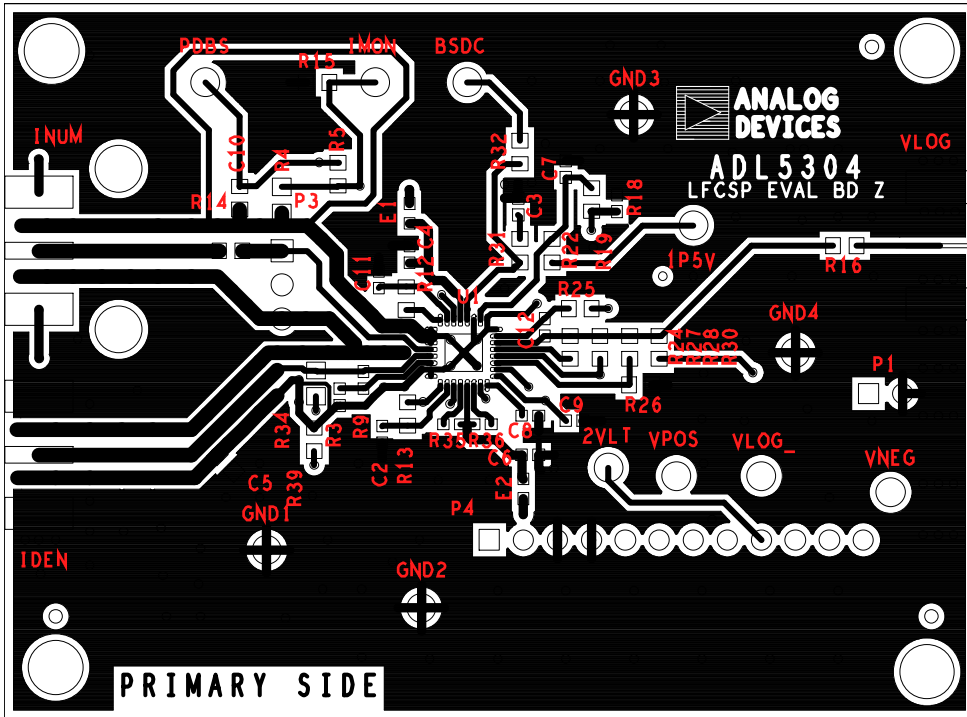 PDBS
R15
IMON
BSDC
GND3
ANALOG
DEVICES
INUM
C10
R4
R5
R32
C7
VLOG
ADL5304
LFCSP EVAL BD Z
R14
P3
E1
C4
C3
R18
R31
R22
R19
1P5V
R16
C11
R12
U1
R25
C12
GND4
R24
R27
R28
R30
P1
R26
R34
R3
R9
C2
R13
R35
R36
C8
C9
C6
2VLT
VPOS
VLOG_
VNEG
C5
R39
GND1
E2
P4
IDEN
GND2
PRIMARY SIDE